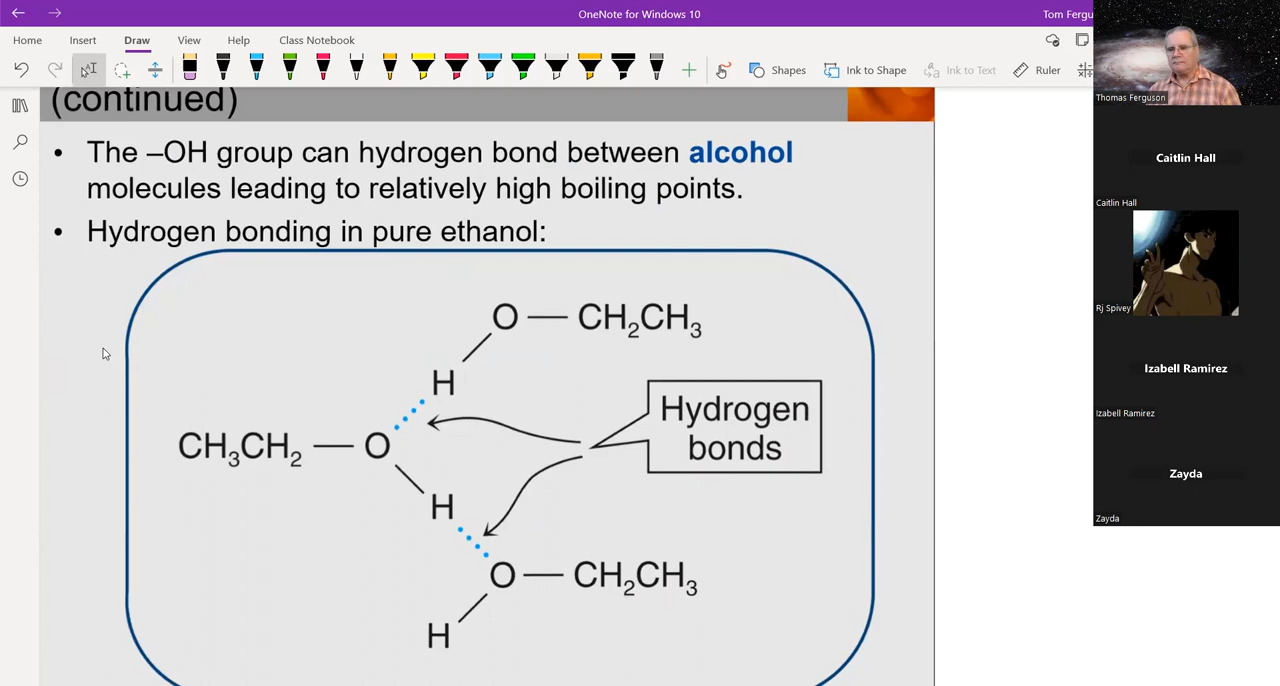 OneNote for Windows 10
Tom Fergu
Home Insert Draw View Help Class Notebook
Shapes Ink to Shape Ink to Text Ruler
(continued)
• The –OH group can hydrogen bond between alcohol
molecules leading to relatively high boiling points.
• Hydrogen bonding in pure ethanol:
O — CH₂CH₃
H
Hydrogen
bonds
CH₃CH₂ — O
H
O — CH₂CH₃
H
Thomas Ferguson
Caitlin Hall
Caitlin Hall
Rj Spivey
Izabell Ramirez
Izabell Ramirez
Zayda
Zayda